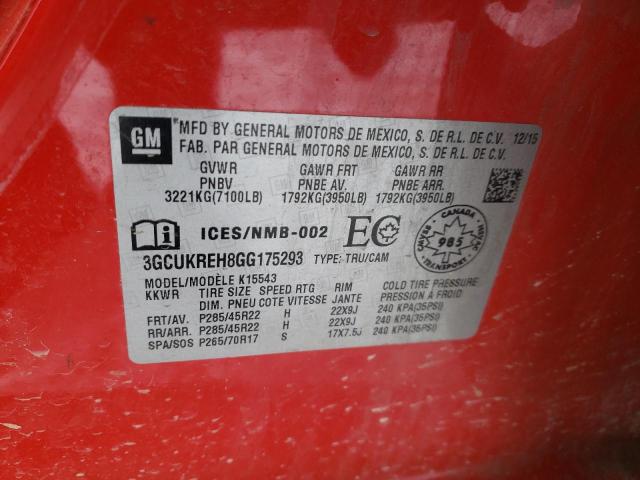 GM
MFD BY GENERAL MOTORS DE MEXICO, S. DE R.L. DE C.V. 12/15
FAB. PAR GENERAL MOTORS DE MEXICO, S. DE R.L. DE C.V.
GVWR GAWR FRT GAWR RR
PNBV PNBE AV. PNBE ARR.
3221KG(7100LB) 1792KG(3950LB) 1792KG(3950LB)
ICES/NMB-002 EC CANADA 985
3GCUKREH8GG175293 TYPE: TRU/CAM
MODEL/MODÈLE K15543
KKWR TIRE SIZE SPEED RTG RIM COLD TIRE PRESSURE
DIM. PNEU COTE VITESSE JANTE PRESSION A FROID
FRT/AV. P285/45R22 H 22X9J 240 KPA(35PSI)
RR/ARR. P285/45R22 H 22X9J 240 KPA(35PSI)
SPA/SOS P265/70R17 S 17X7.5J 240 KPA(35PSI)